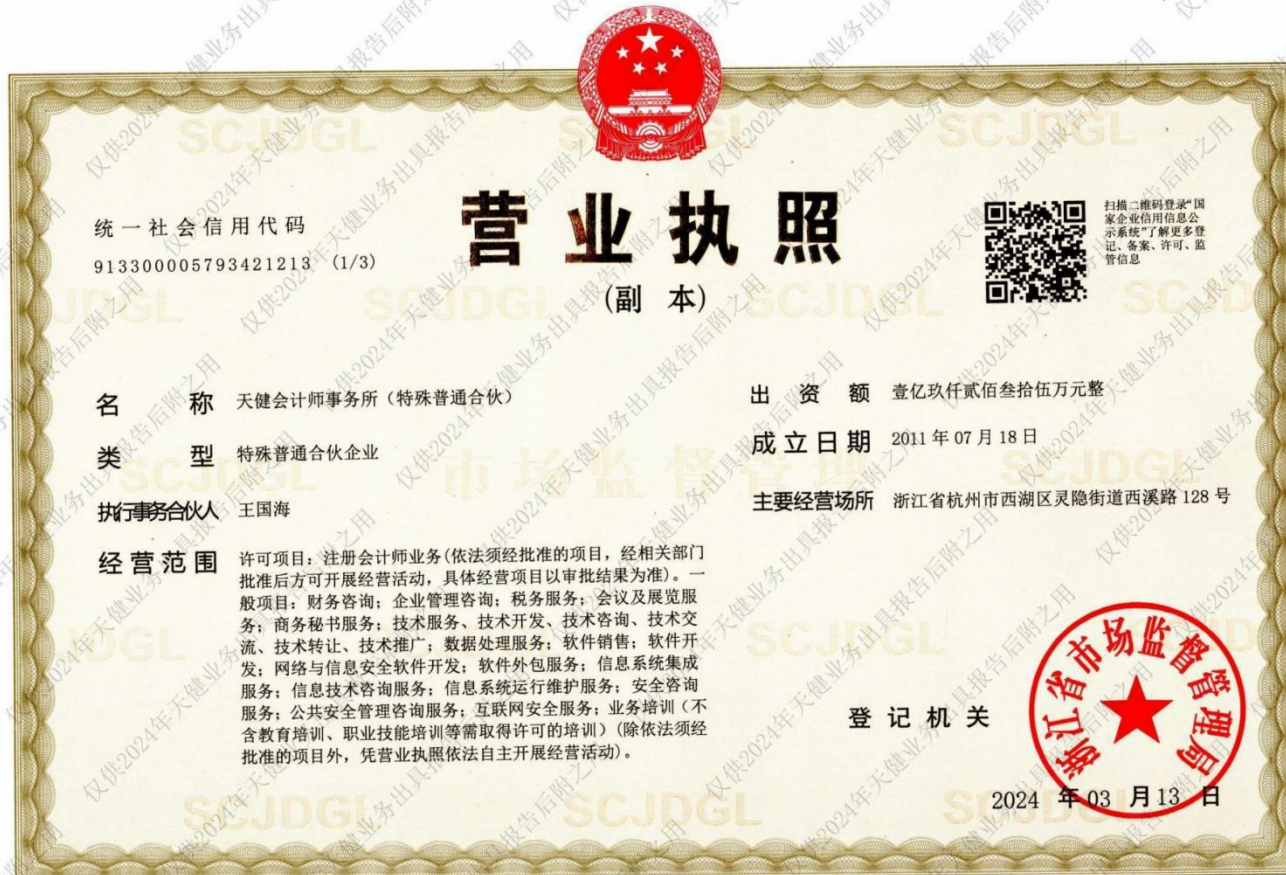 统一社会信用代码
913300005793421213 (1/3)
营业执照
(副 本)
扫描二维码登录“国
家企业信用信息公
示系统”了解更多登
记、备案、许可、监
管信息
名 称 天健会计师事务所（特殊普通合伙）
类 型 特殊普通合伙企业
执行事务合伙人 王国海
经营范围 许可项目：注册会计师业务(依法须经批准的项目，经相关部门
批准后方可开展经营活动，具体经营项目以审批结果为准)。一
般项目：财务咨询；企业管理咨询；税务服务；会议及展览服
务；商务秘书服务；技术服务、技术开发、技术咨询、技术交
流、技术转让、技术推广；数据处理服务；软件销售；软件开
发；网络与信息安全软件开发；软件外包服务；信息系统集成
服务；信息技术咨询服务；信息系统运行维护服务；安全咨询
服务；公共安全管理咨询服务；互联网安全服务；业务培训（不
含教育培训、职业技能培训等需取得许可的培训）(除依法须经
批准的项目外，凭营业执照依法自主开展经营活动)。
出 资 额 壹亿玖仟贰佰叁拾伍万元整
成立日期 2011 年 07 月 18 日
主要经营场所 浙江省杭州市西湖区灵隐街道西溪路 128 号
登记机关
浙江省市场监督管理局
2024 年 03 月 13 日
SCJDGL
市场监督管理
仅供2024年天健业务出具报告后附之用